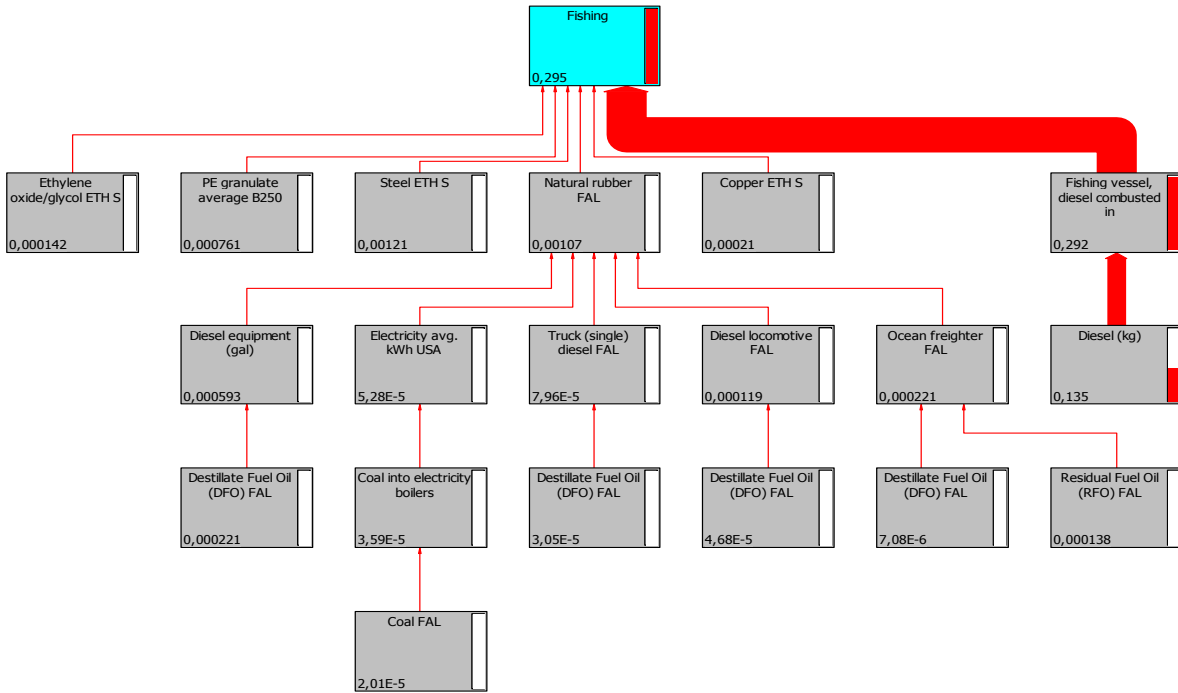 Fishing
0,295
Ethylene
oxide/glycol ETH S
0,000142
PE granulate
average B250
0,000761
Steel ETH S
0,00121
Natural rubber
FAL
0,00107
Copper ETH S
0,00021
Fishing vessel,
diesel combusted
in
0,292
Diesel equipment
(gal)
0,000593
Electricity avg.
kWh USA
5,28E-5
Truck (single)
diesel FAL
7,96E-5
Diesel locomotive
FAL
0,000119
Ocean freighter
FAL
0,000221
Diesel (kg)
0,135
Destillate Fuel Oil
(DFO) FAL
0,000221
Coal into electricity
boilers
3,59E-5
Destillate Fuel Oil
(DFO) FAL
3,05E-5
Destillate Fuel Oil
(DFO) FAL
4,68E-5
Destillate Fuel Oil
(DFO) FAL
7,08E-6
Residual Fuel Oil
(RFO) FAL
0,000138
Coal FAL
2,01E-5